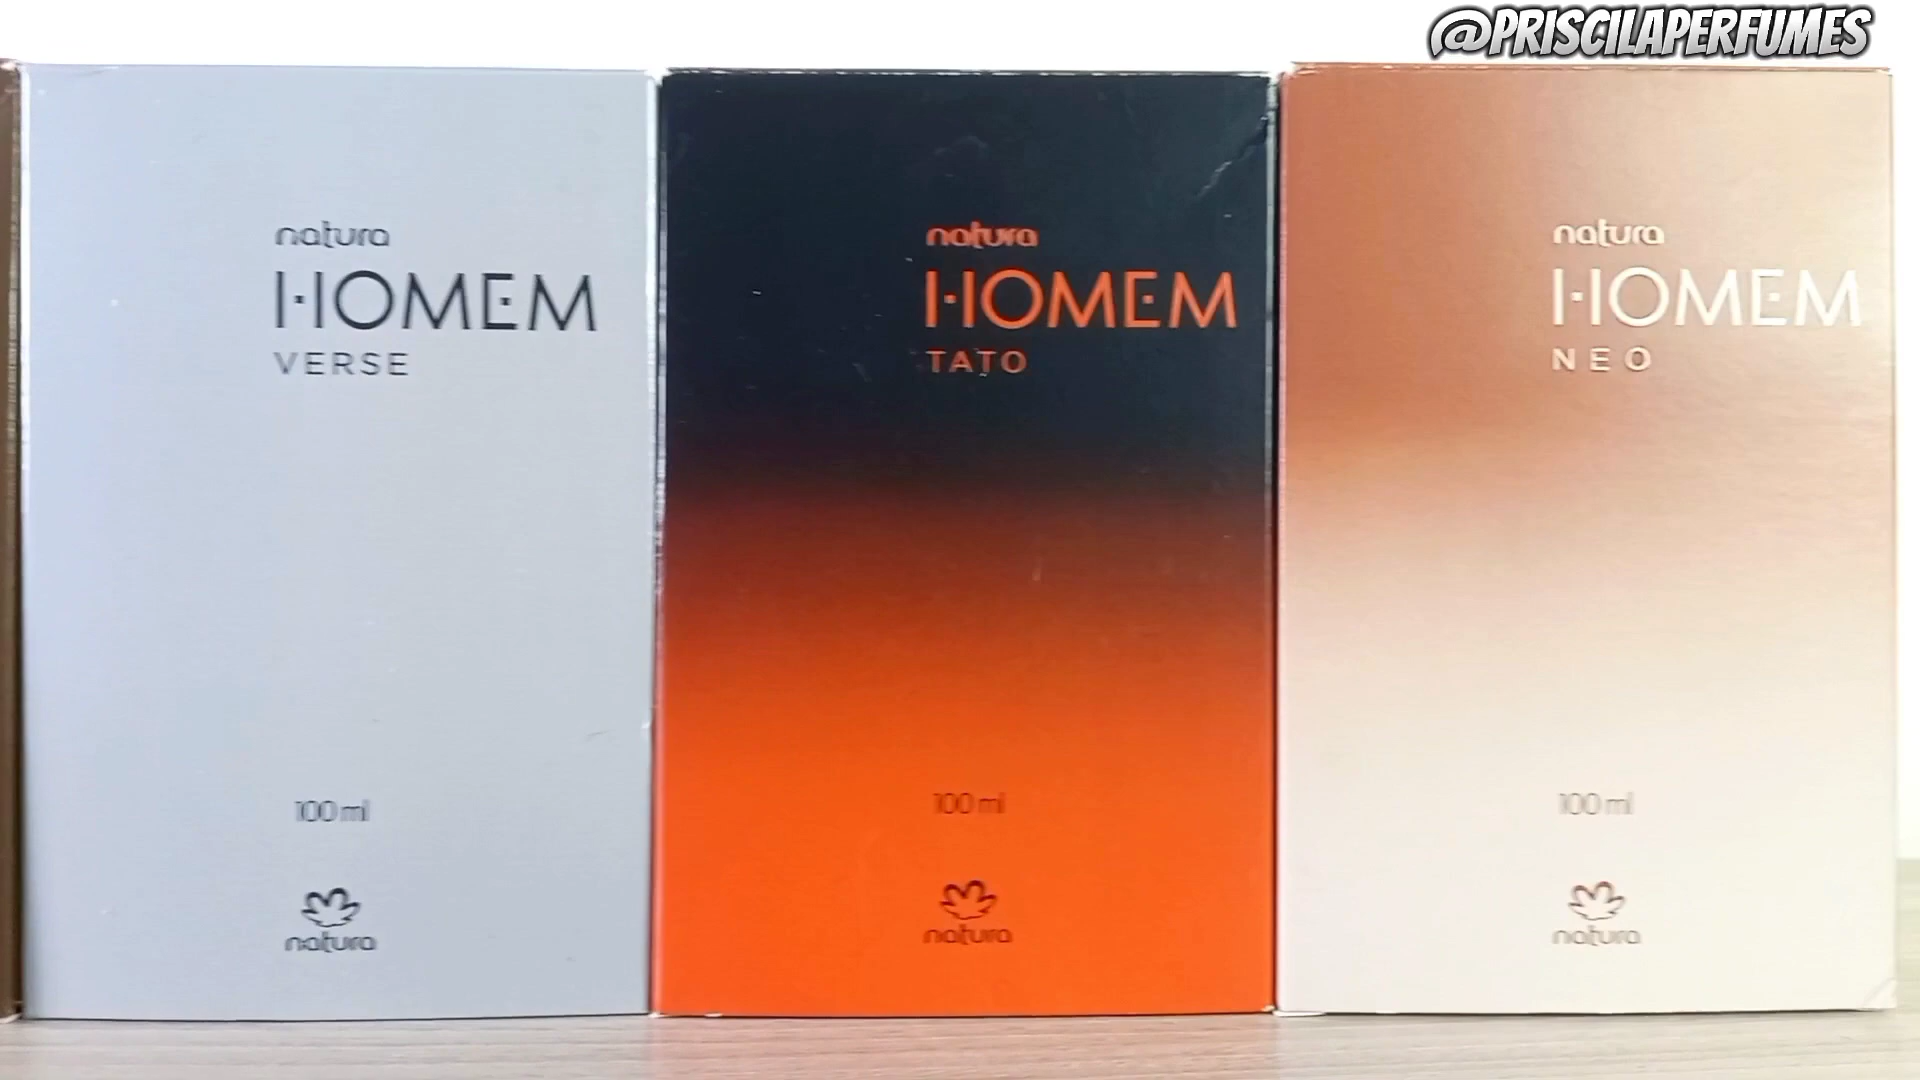 @PRISCILAPERFUMES
natura
HOMEM
VERSE
100 ml
natura
natura
HOMEM
TATO
100 ml
natura
natura
HOMEM
NEO
100 ml
natura